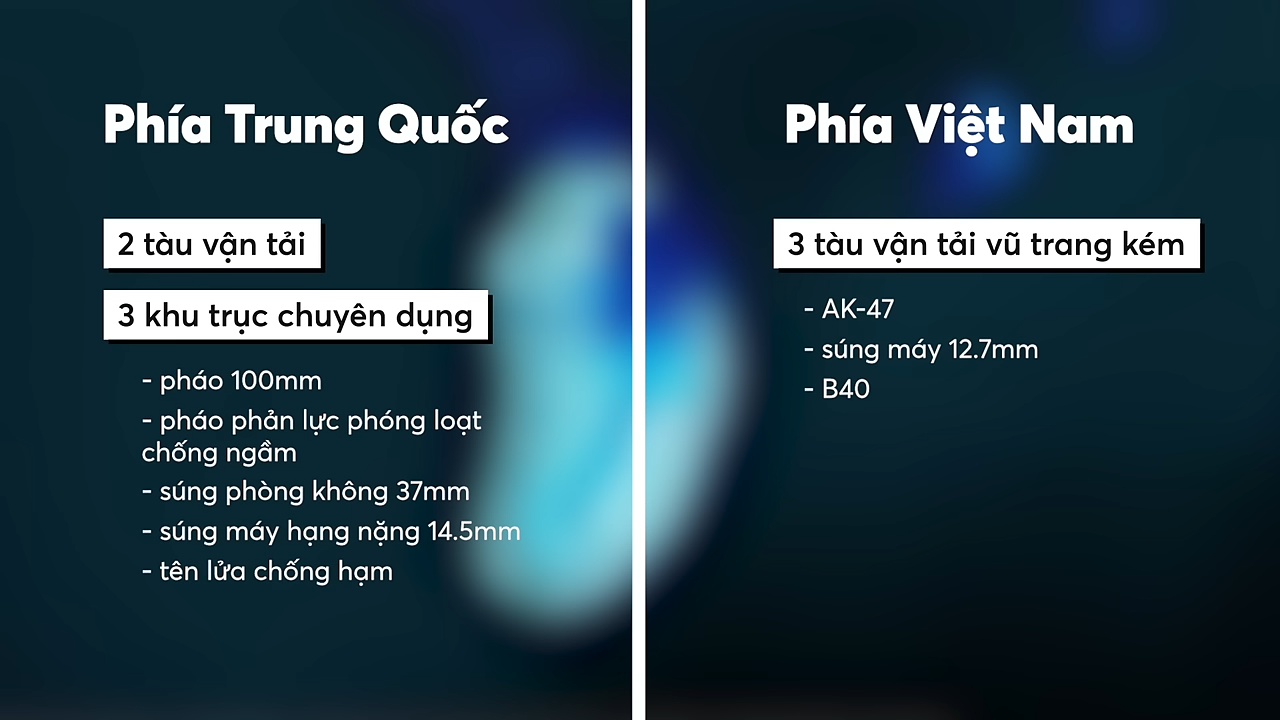 Phía Trung Quốc
2 tàu vận tải
3 khu trục chuyên dụng
- pháo 100mm
- pháo phản lực phóng loạt
chống ngầm
- súng phòng không 37mm
- súng máy hạng nặng 14.5mm
- tên lửa chống hạm
Phía Việt Nam
3 tàu vận tải vũ trang kém
- AK-47
- súng máy 12.7mm
- B40